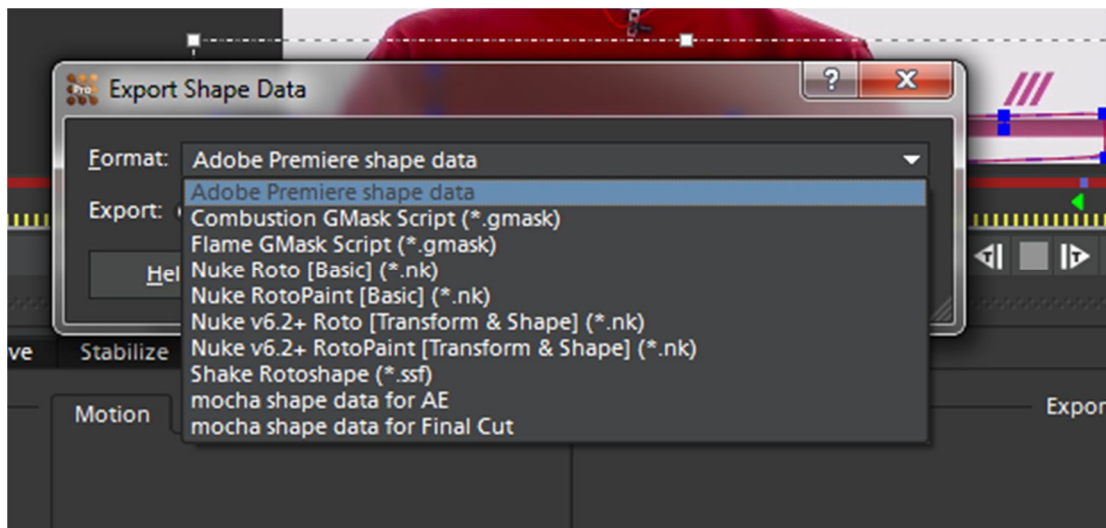 Pro Export Shape Data ?
Format: Adobe Premiere shape data
Adobe Premiere shape data
Export:
Combustion GMask Script (*.gmask)
Flame GMask Script (*.gmask)
Nuke Roto [Basic] (*.nk)
Nuke RotoPaint [Basic] (*.nk)
Nuke v6.2+ Roto [Transform & Shape] (*.nk)
Nuke v6.2+ RotoPaint [Transform & Shape] (*.nk)
Shake Rotoshape (*.ssf)
mocha shape data for AE
mocha shape data for Final Cut
Hel
ve Stabilize
Motion
Expor